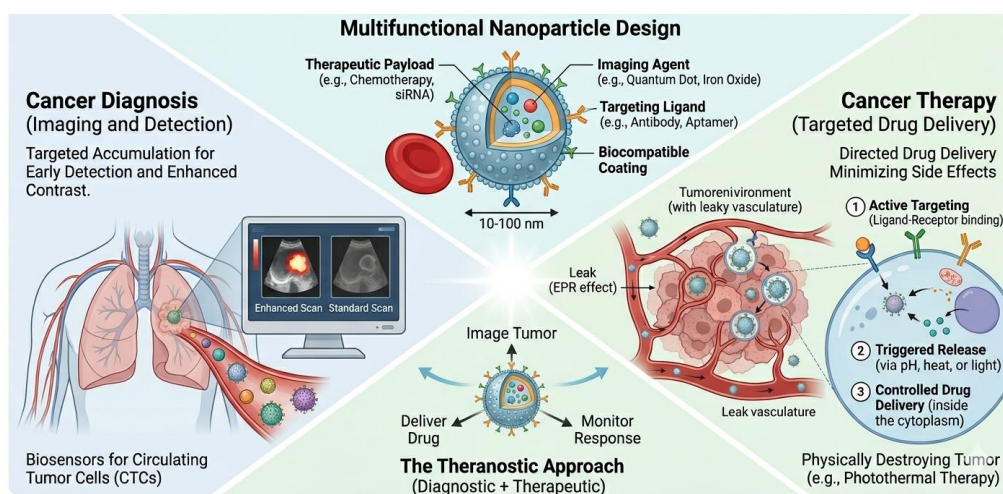 Multifunctional Nanoparticle Design
Therapeutic Payload
(e.g., Chemotherapy,
siRNA)
Imaging Agent
(e.g., Quantum Dot, Iron Oxide)
Targeting Ligand
(e.g., Antibody, Aptamer)
Biocompatible
Coating
10-100 nm
Cancer Diagnosis
(Imaging and Detection)
Targeted Accumulation for
Early Detection and Enhanced
Contrast.
Enhanced Scan
Standard Scan
Biosensors for Circulating
Tumor Cells (CTCs)
Image Tumor
Deliver
Drug
Monitor
Response
The Theranostic Approach
(Diagnostic + Therapeutic)
Cancer Therapy
(Targeted Drug Delivery)
Directed Drug Delivery
Minimizing Side Effects
Tumorenivironment
(with leaky vasculature)
Leak
(EPR effect)
Leak vasculature
1 Active Targeting
(Ligand-Receptor binding)
2 Triggered Release
(via pH, heat, or light)
3 Controlled Drug
Delivery (inside
the cytoplasm)
Physically Destroying Tumor
(e.g., Photothermal Therapy)